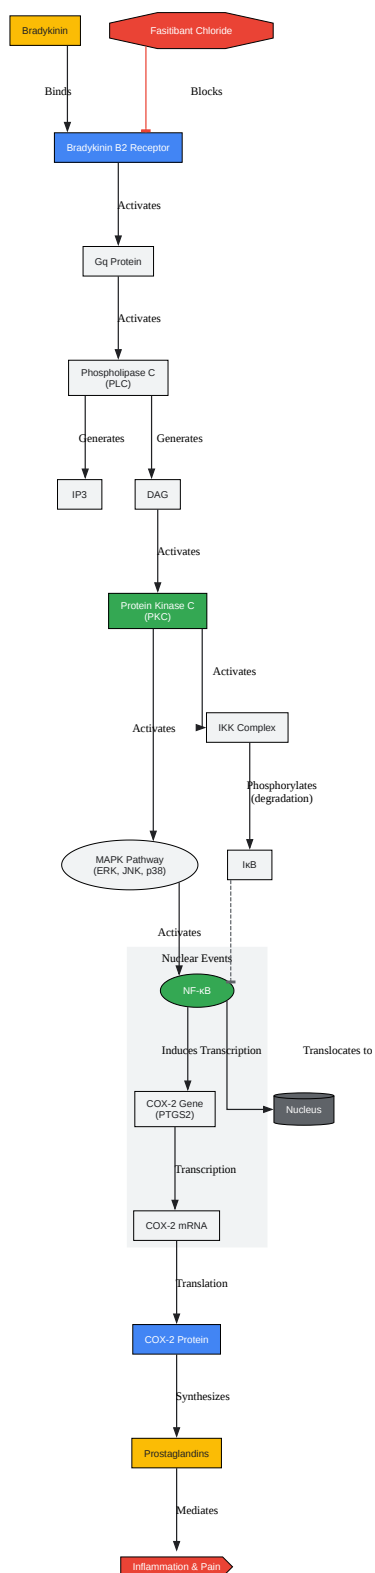 Bradykinin
Fasitibant Chloride
Binds
Blocks
Bradykinin B2 Receptor
Activates
Gq Protein
Activates
Phospholipase C
(PLC)
Generates
Generates
IP3
DAG
Activates
Protein Kinase C
(PKC)
Activates
Activates
IKK Complex
Phosphorylates
(degradation)
MAPK Pathway
(ERK, JNK, p38)
IκB
Activates
Nuclear Events
NF-κB
Induces Transcription
Translocates to
COX-2 Gene
(PTGS2)
Nucleus
Transcription
COX-2 mRNA
Translation
COX-2 Protein
Synthesizes
Prostaglandins
Mediates
Inflammation & Pain